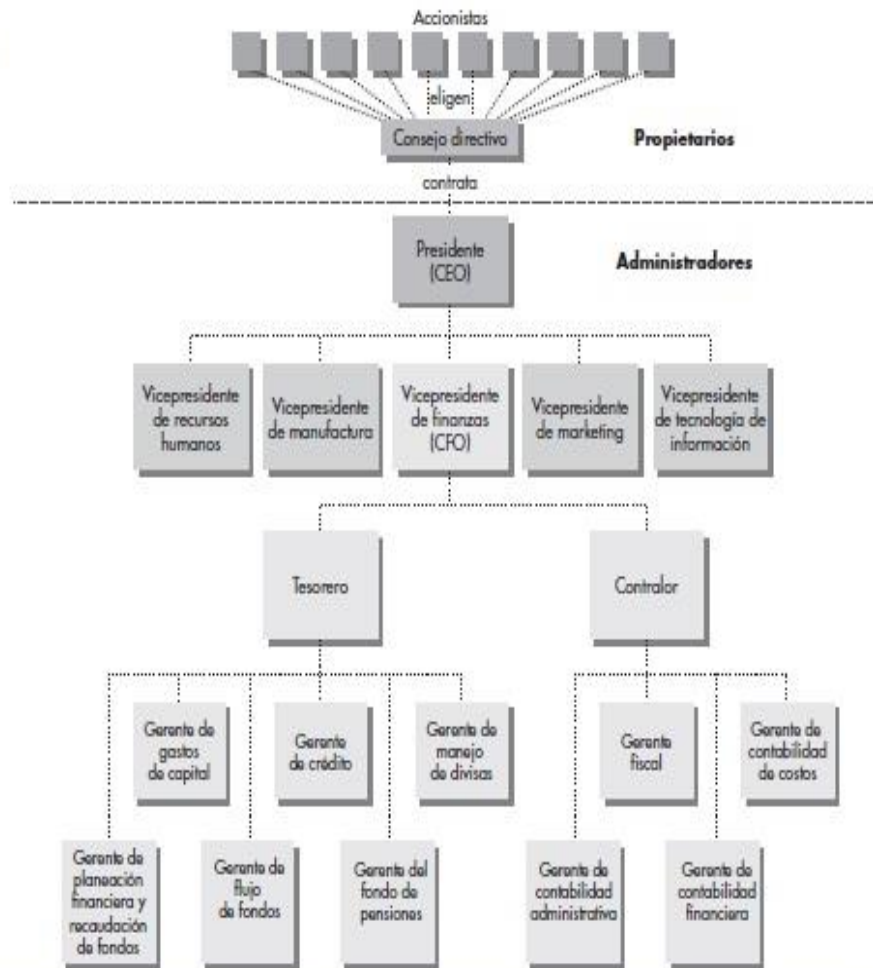 Accionistas
eligen
Consejo directivo
Propietarios
contrata
Presidente
(CEO)
Administradores
Vicepresidente
de recursos
humanos
Vicepresidente
de manufactura
Vicepresidente
de finanzas
(CFO)
Vicepresidente
de marketing
Vicepresidente
de tecnología de
información
Tesorero
Contralor
Gerente de
gastos
de capital
Gerente
de crédito
Gerente de
manejo
de divisas
Gerente
fiscal
Gerente de
contabilidad
de costos
Gerente de
planeación
financiera y
recaudación
de fondos
Gerente de
flujo
de fondos
Gerente del
fondo de
pensiones
Gerente de
contabilidad
administrativa
Gerente de
contabilidad
financiera